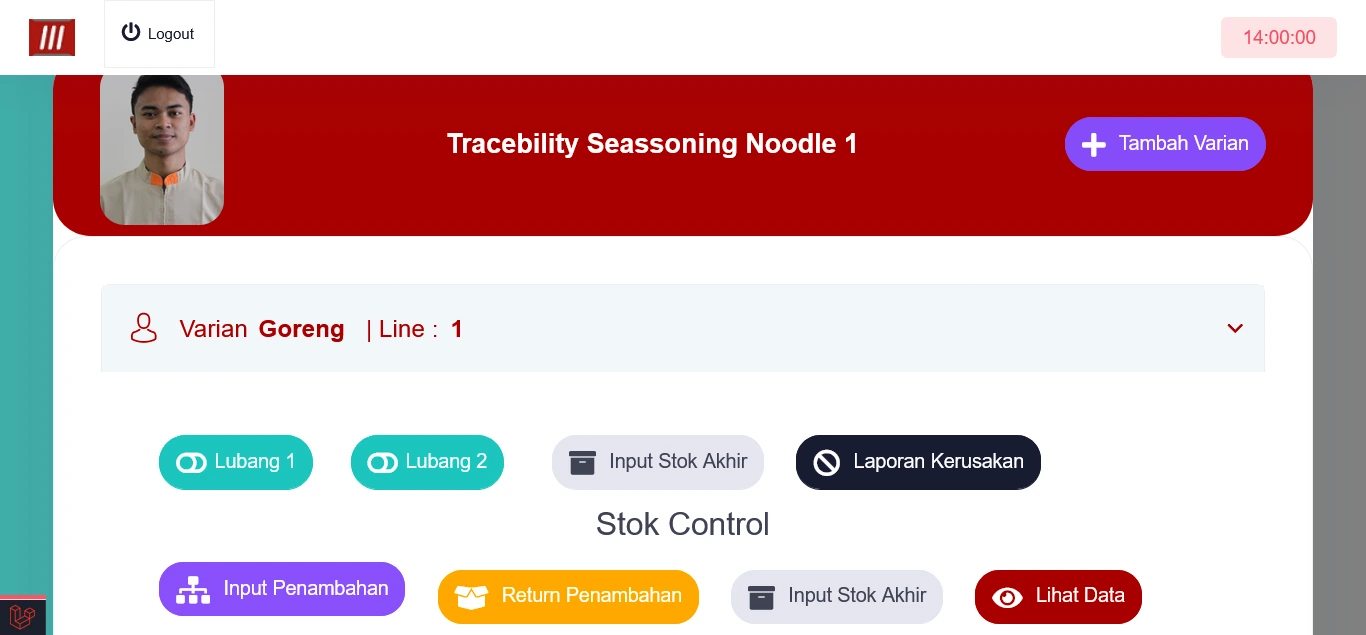 Logout
14:00:00
Tracebility Seassoning Noodle 1
Tambah Varian
Varian Goreng | Line : 1
Lubang 1 Lubang 2 Input Stok Akhir Laporan Kerusakan
Stok Control
Input Penambahan Return Penambahan Input Stok Akhir Lihat Data